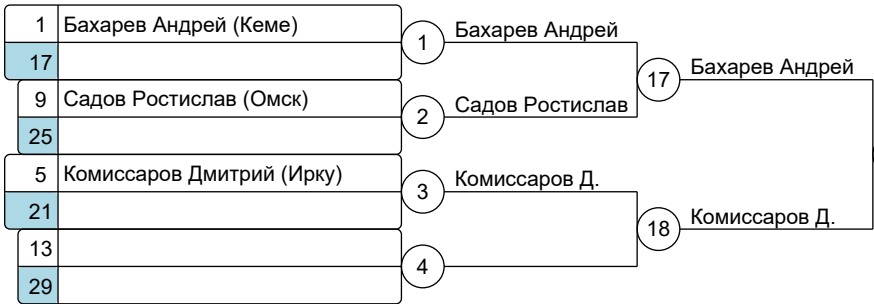 1 Бахарев Андрей (Кеме)
17
1
Бахарев Андрей
9 Садов Ростислав (Омск)
25
2
Садов Ростислав
17
Бахарев Андрей
5 Комиссаров Дмитрий (Ирку)
21
3
Комиссаров Д.
13
29
4
18
Комиссаров Д.